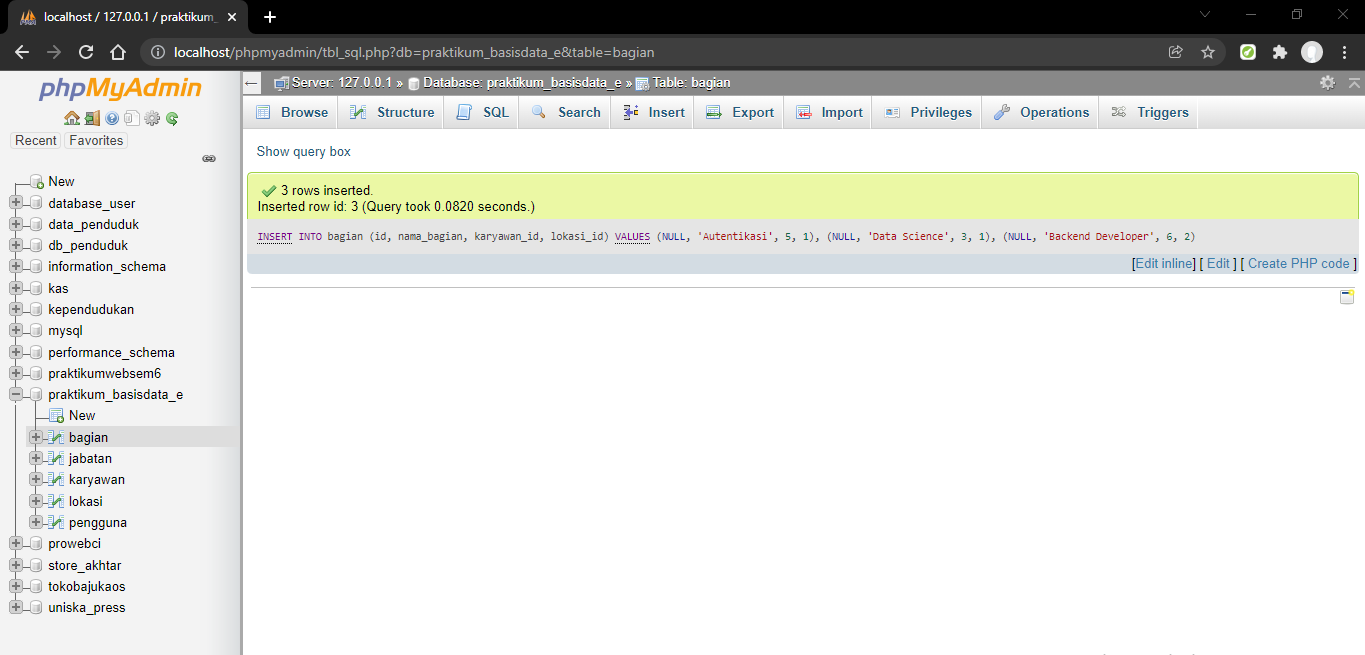 localhost / 127.0.0.1 / praktikum_
localhost/phpmyadmin/tbl_sql.php?db=praktikum_basisdata_e&table=bagian
phpMyAdmin
Recent Favorites
New
database_user
data_penduduk
db_penduduk
information_schema
kas
kependudukan
mysql
performance_schema
praktikumwebsem6
praktikum_basisdata_e
New
bagian
jabatan
karyawan
lokasi
pengguna
prowebci
store_akhtar
tokobajukaos
uniska_press
Server: 127.0.0.1 » Database: praktikum_basisdata_e » Table: bagian
Browse Structure SQL Search Insert Export Import Privileges Operations Triggers
Show query box
3 rows inserted.
Inserted row id: 3 (Query took 0.0820 seconds.)
INSERT INTO bagian (id, nama_bagian, karyawan_id, lokasi_id) VALUES (NULL, 'Autentikasi', 5, 1), (NULL, 'Data Science', 3, 1), (NULL, 'Backend Developer', 6, 2)
[Edit inline] [ Edit ] [ Create PHP code ]